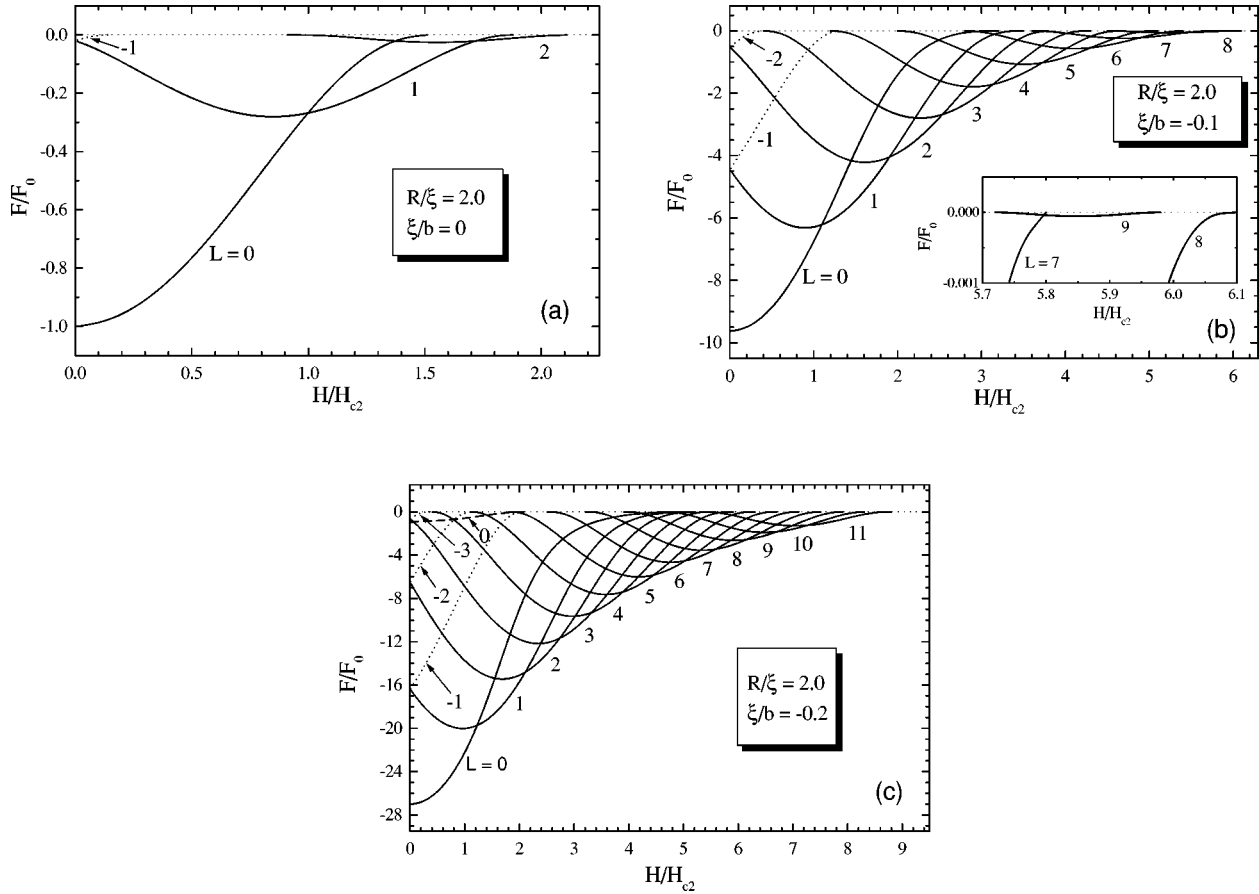 0.0
-0.2
-0.4
-0.6
-0.8
-1.0
F/F₀
-1
1
2
L = 0
R/ξ = 2.0
ξ/b = 0
(a)
0.0 0.5 1.0 1.5 2.0
H/H_c2
0
-2
-4
-6
-8
-10
F/F₀
-2
-1
L = 0
1
2
3
4
5
6
7
8
R/ξ = 2.0
ξ/b = -0.1
0.000
-0.001
F/F₀
L = 7
9
8
5.7 5.8 5.9 6.0 6.1
H/H_c2
(b)
0 1 2 3 4 5 6
H/H_c2
0
-4
-8
-12
-16
-20
-24
-28
F/F₀
0
-3
-2
-1
L = 0
1
2
3
4
5
6
7
8
9
10
11
R/ξ = 2.0
ξ/b = -0.2
(c)
0 1 2 3 4 5 6 7 8 9
H/H_c2